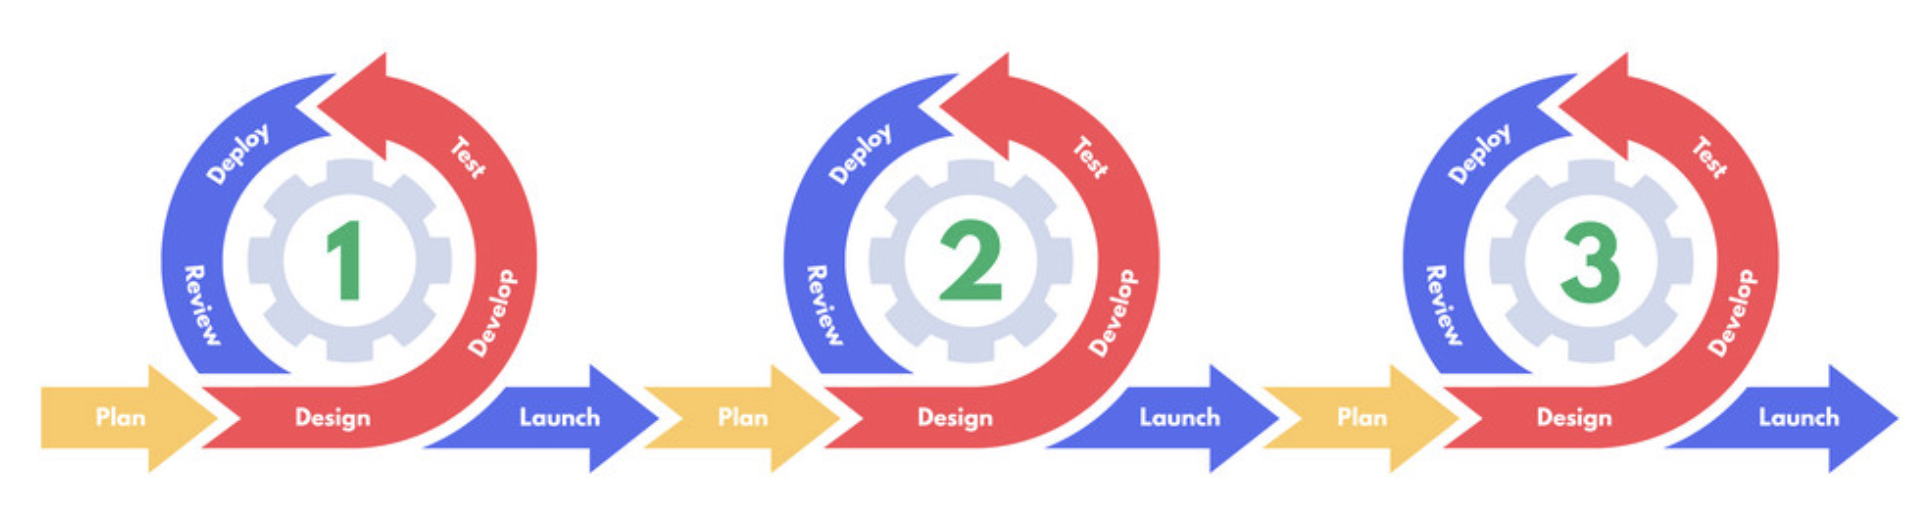 Plan
Design
Develop
Test
Deploy
Review
Launch
1
Plan
Design
Develop
Test
Deploy
Review
Launch
2
Plan
Design
Develop
Test
Deploy
Review
Launch
3